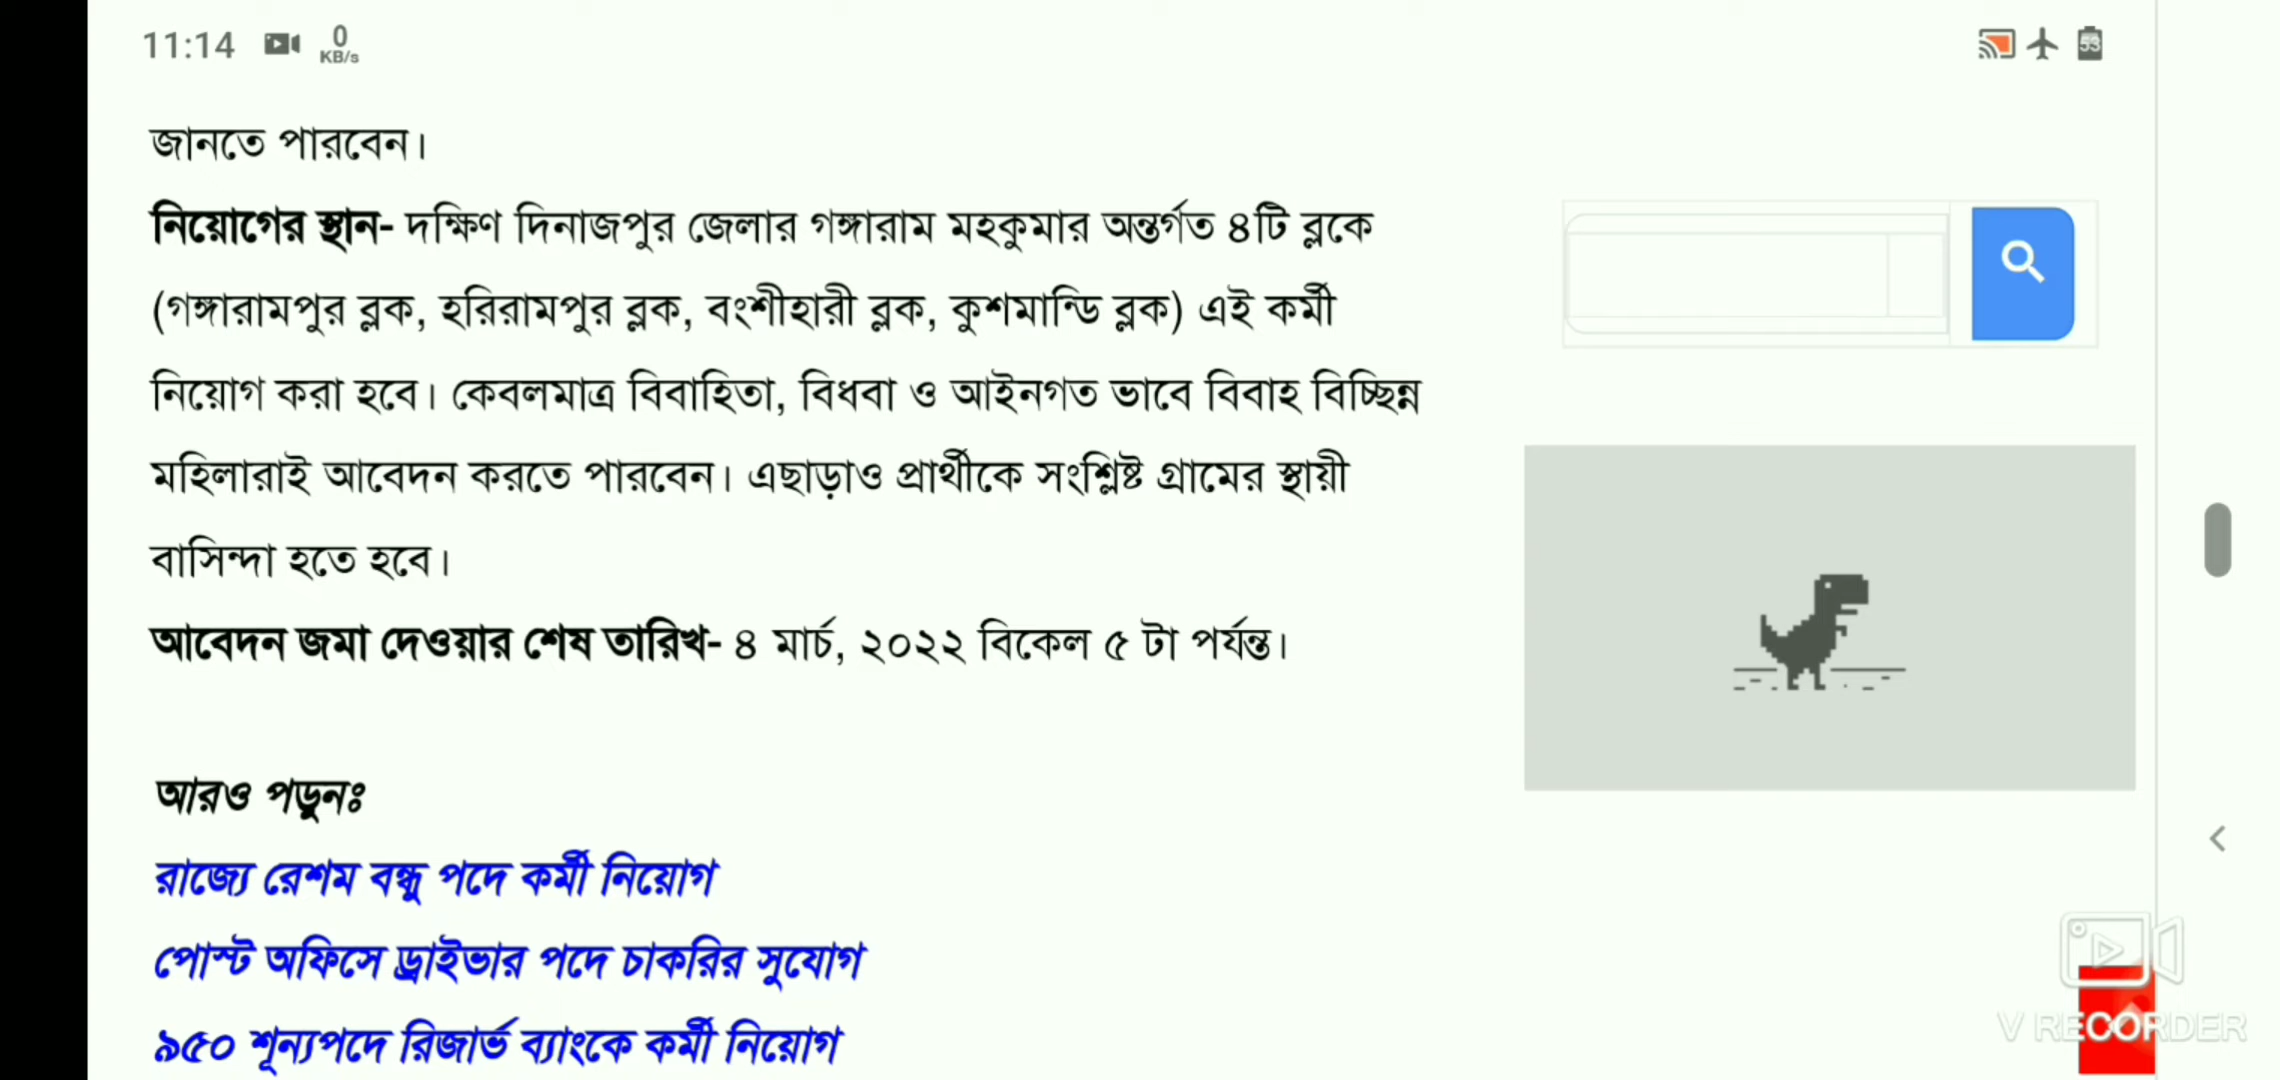 11:14 0 KB/s 53
জানতে পারবেন।
নিয়োগের স্থান- দক্ষিণ দিনাজপুর জেলার গঙ্গারাম মহকুমার অন্তর্গত ৪টি ব্লকে
(গঙ্গারামপুর ব্লক, হরিরামপুর ব্লক, বংশীহারী ব্লক, কুশমান্ডি ব্লক) এই কর্মী
নিয়োগ করা হবে। কেবলমাত্র বিবাহিতা, বিধবা ও আইনগত ভাবে বিবাহ বিচ্ছিন্ন
মহিলারাই আবেদন করতে পারবেন। এছাড়াও প্রার্থীকে সংশ্লিষ্ট গ্রামের স্থায়ী
বাসিন্দা হতে হবে।
আবেদন জমা দেওয়ার শেষ তারিখ- ৪ মার্চ, ২০২২ বিকেল ৫ টা পর্যন্ত।
আরও পড়ুনঃ
রাজ্যে রেশম বন্ধু পদে কর্মী নিয়োগ
পোস্ট অফিসে ড্রাইভার পদে চাকরির সুযোগ
৯৫০ শূন্যপদে রিজার্ভ ব্যাংকে কর্মী নিয়োগ
V RECORDER